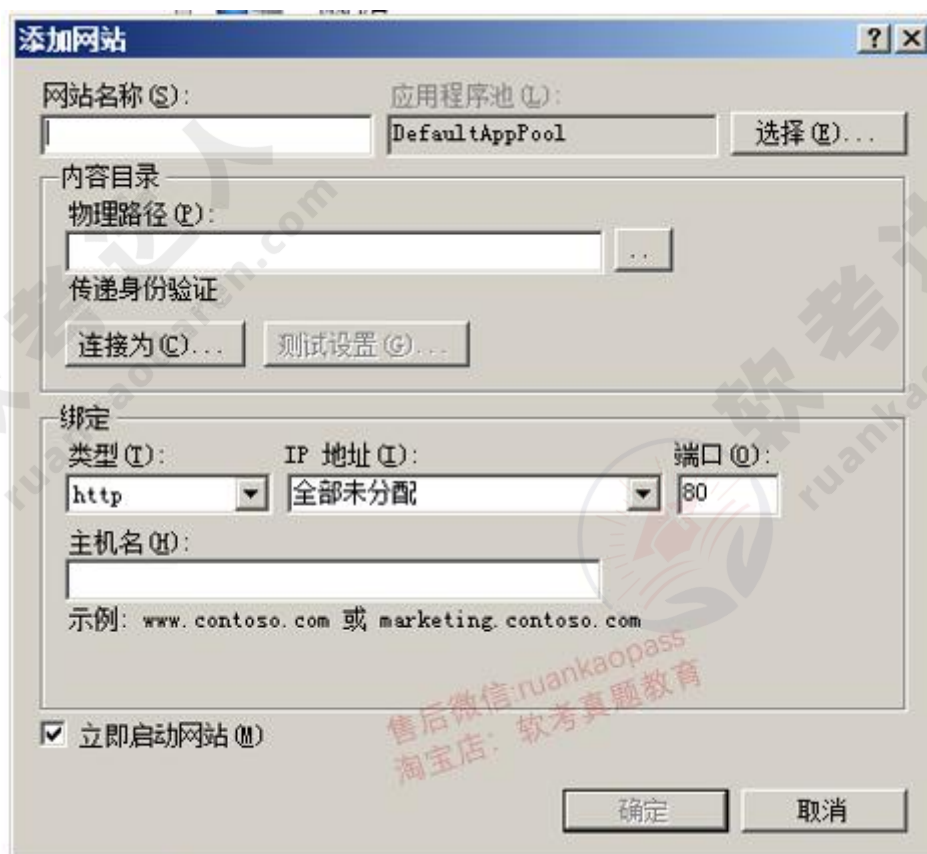 添加网站
网站名称(S): 应用程序池(L):
DefaultAppPool 选择(E)...
内容目录
物理路径(P):
..
传递身份验证
连接为(C)... 测试设置(G)...
绑定
类型(T): IP 地址(I): 端口(O):
http 全部未分配 80
主机名(H):
示例: www.contoso.com 或 marketing.contoso.com
售后微信:ruankaopass
淘宝店：软考真题教育
立即启动网站(M)
确定 取消